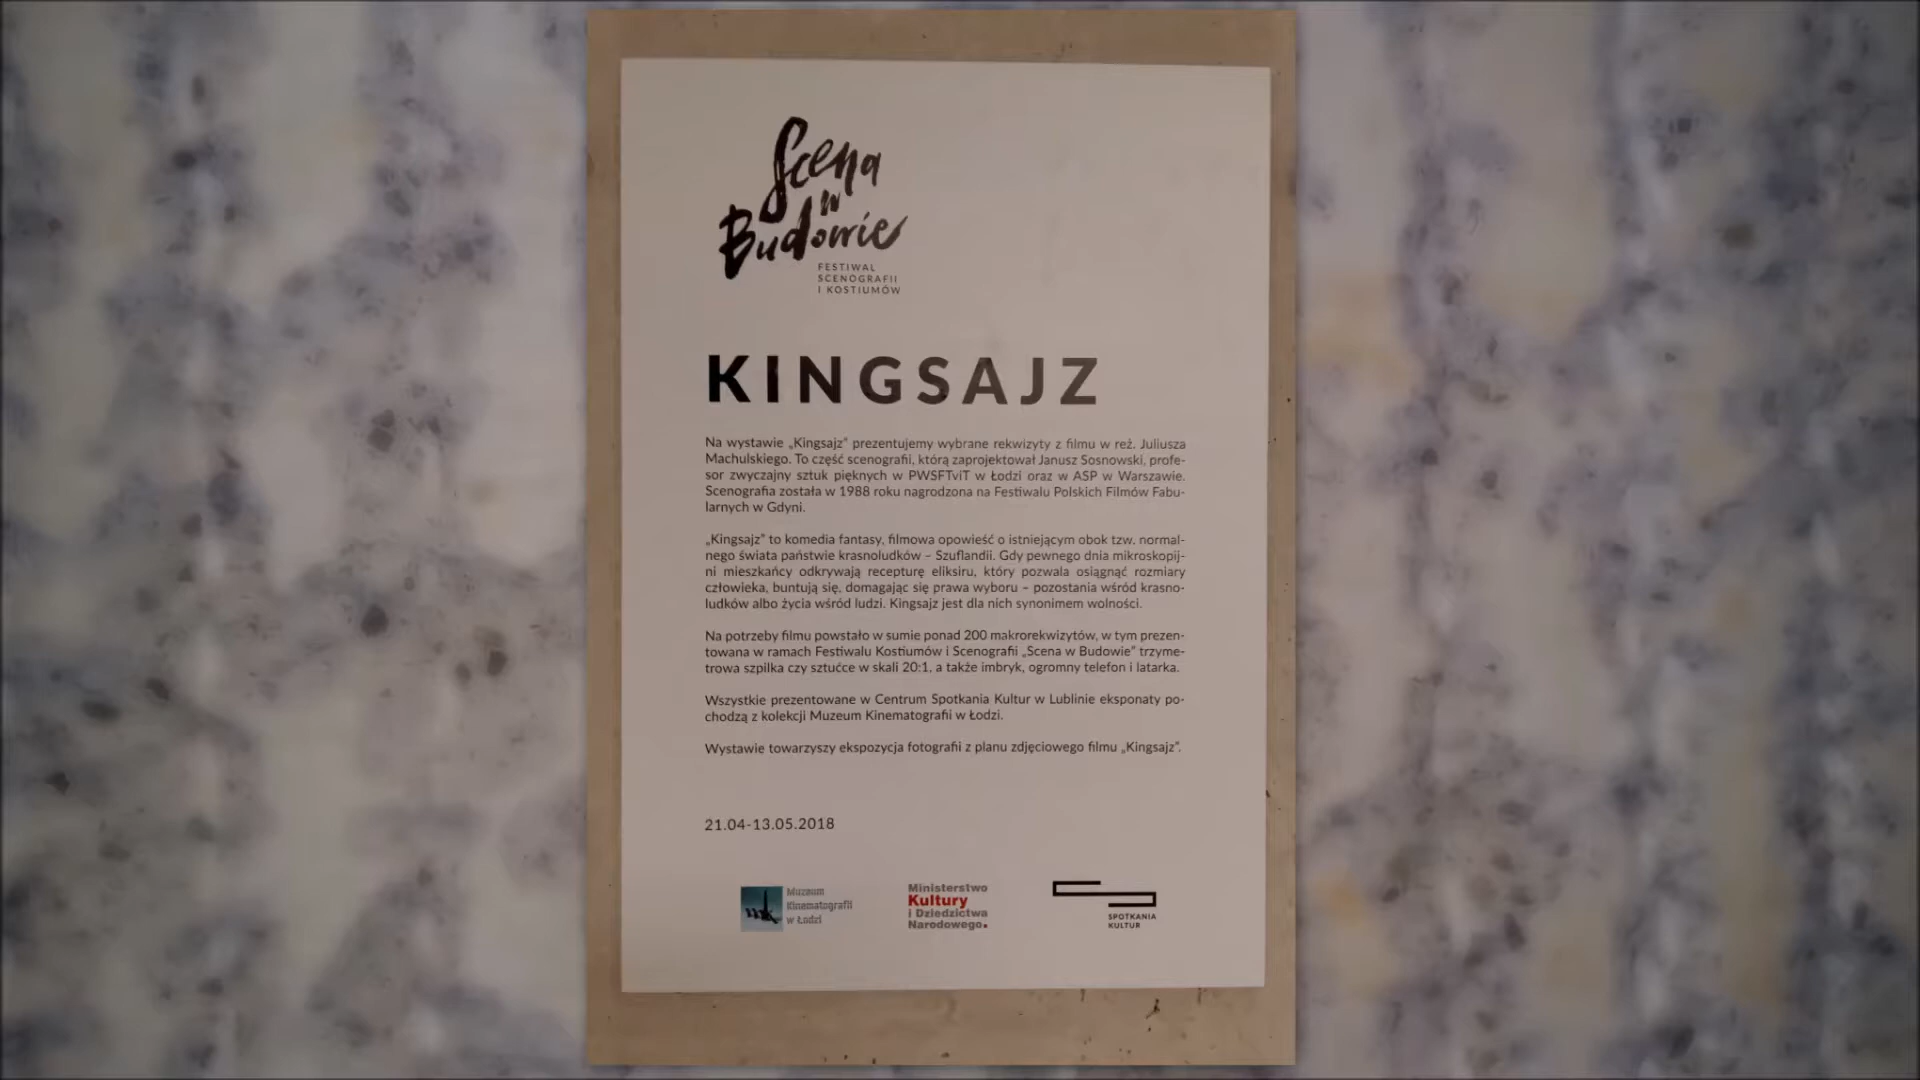 Scena
w
Budowie
FESTIWAL
SCENOGRAFII
I KOSTIUMÓW
KINGSAJZ
Na wystawie „Kingsajz" prezentujemy wybrane rekwizyty z filmu w reż. Juliusza
Machulskiego. To część scenografii, którą zaprojektował Janusz Sosnowski, profe-
sor zwyczajny sztuk pięknych w PWSFTviT w Łodzi oraz w ASP w Warszawie.
Scenografia została w 1988 roku nagrodzona na Festiwalu Polskich Filmów Fabu-
larnych w Gdyni.
„Kingsajz" to komedia fantasy, filmowa opowieść o istniejącym obok tzw. normal-
nego świata państwie krasnoludków – Szuflandii. Gdy pewnego dnia mikroskopij-
ni mieszkańcy odkrywają recepturę eliksiru, który pozwala osiągnąć rozmiary
człowieka, buntują się, domagając się prawa wyboru – pozostania wśród krasno-
ludków albo życia wśród ludzi. Kingsajz jest dla nich synonimem wolności.
Na potrzeby filmu powstało w sumie ponad 200 makrorekwizytów, w tym prezen-
towana w ramach Festiwalu Kostiumów i Scenografii „Scena w Budowie" trzyme-
trowa szpilka czy sztućce w skali 20:1, a także imbryk, ogromny telefon i latarka.
Wszystkie prezentowane w Centrum Spotkania Kultur w Lublinie eksponaty po-
chodzą z kolekcji Muzeum Kinematografii w Łodzi.
Wystawie towarzyszy ekspozycja fotografii z planu zdjęciowego filmu „Kingsajz".
21.04-13.05.2018
Muzeum
Kinematografii
w Łodzi
Ministerstwo
Kultury
i Dziedzictwa
Narodowego.
SPOTKANIA
KULTUR